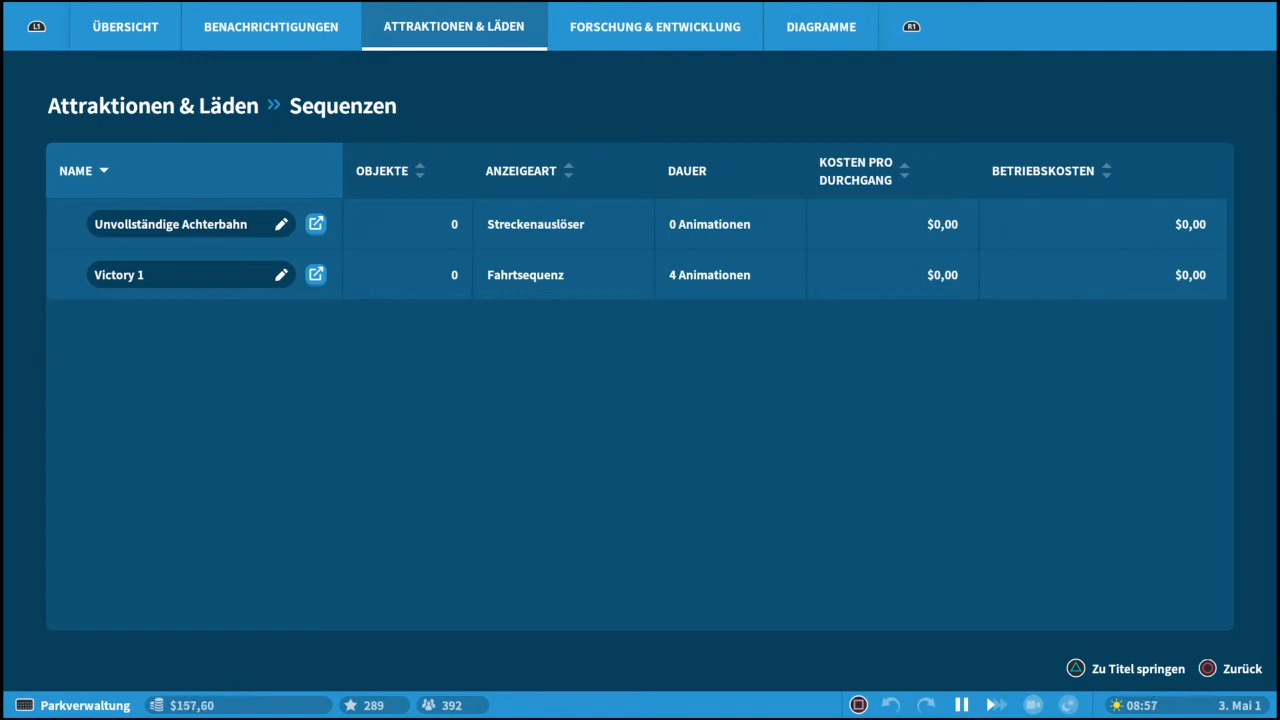 L1 ÜBERSICHT BENACHRICHTIGUNGEN ATTRAKTIONEN & LÄDEN FORSCHUNG & ENTWICKLUNG DIAGRAMME R1
Attraktionen & Läden » Sequenzen
NAME OBJEKTE ANZEIGEART DAUER KOSTEN PRO DURCHGANG BETRIEBSKOSTEN
Unvollständige Achterbahn 0 Streckenauslöser 0 Animationen $0,00 $0,00
Victory 1 0 Fahrtsequenz 4 Animationen $0,00 $0,00
Zu Titel springen Zurück
Parkverwaltung $157,60 289 392 08:57 3. Mai 1